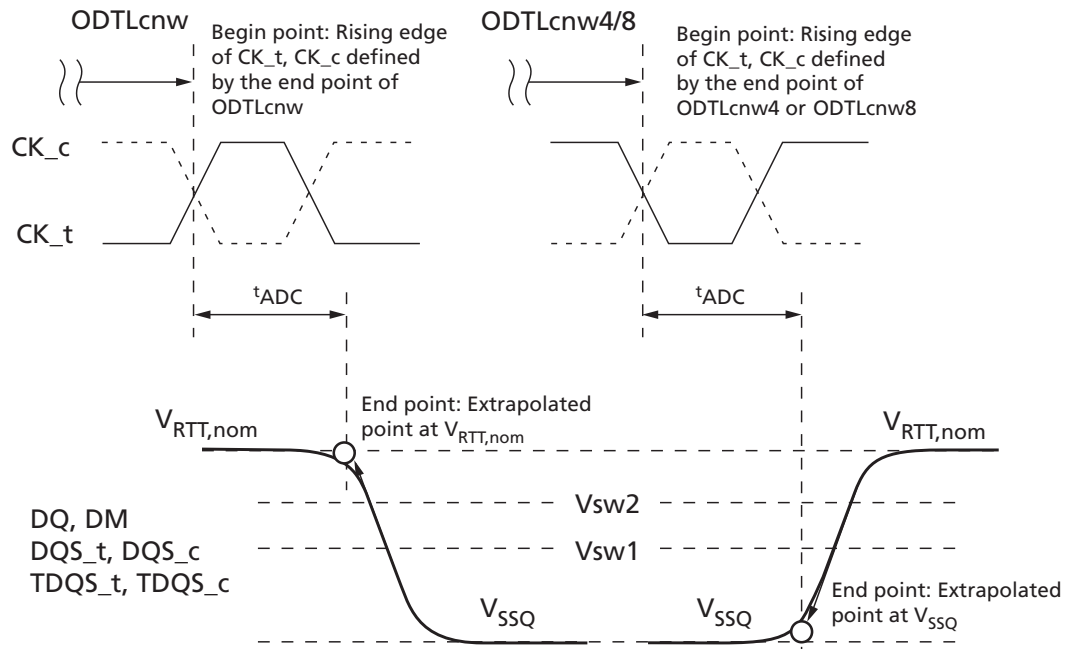 ODTLcnw
Begin point: Rising edge
of CK_t, CK_c defined
by the end point of
ODTLcnw
ODTLcnw4/8
Begin point: Rising edge
of CK_t, CK_c defined
by the end point of
ODTLcnw4 or ODTLcnw8
CK_c
CK_t
tADC
tADC
End point: Extrapolated
point at VRTT,nom
VRTT,nom
VRTT,nom
Vsw2
Vsw1
DQ, DM
DQS_t, DQS_c
TDQS_t, TDQS_c
VSSQ
VSSQ
End point: Extrapolated
point at VSSQ